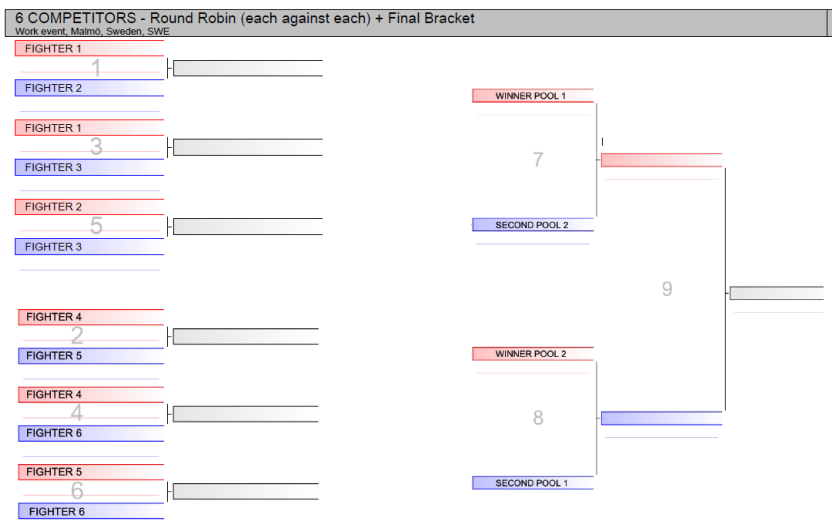 6 COMPETITORS - Round Robin (each against each) + Final Bracket
Work event, Malmö, Sweden, SWE
FIGHTER 1
1
FIGHTER 2
FIGHTER 1
3
FIGHTER 3
FIGHTER 2
5
FIGHTER 3
FIGHTER 4
2
FIGHTER 5
FIGHTER 4
4
FIGHTER 6
FIGHTER 5
6
FIGHTER 6
WINNER POOL 1
7
SECOND POOL 2
WINNER POOL 2
8
SECOND POOL 1
9